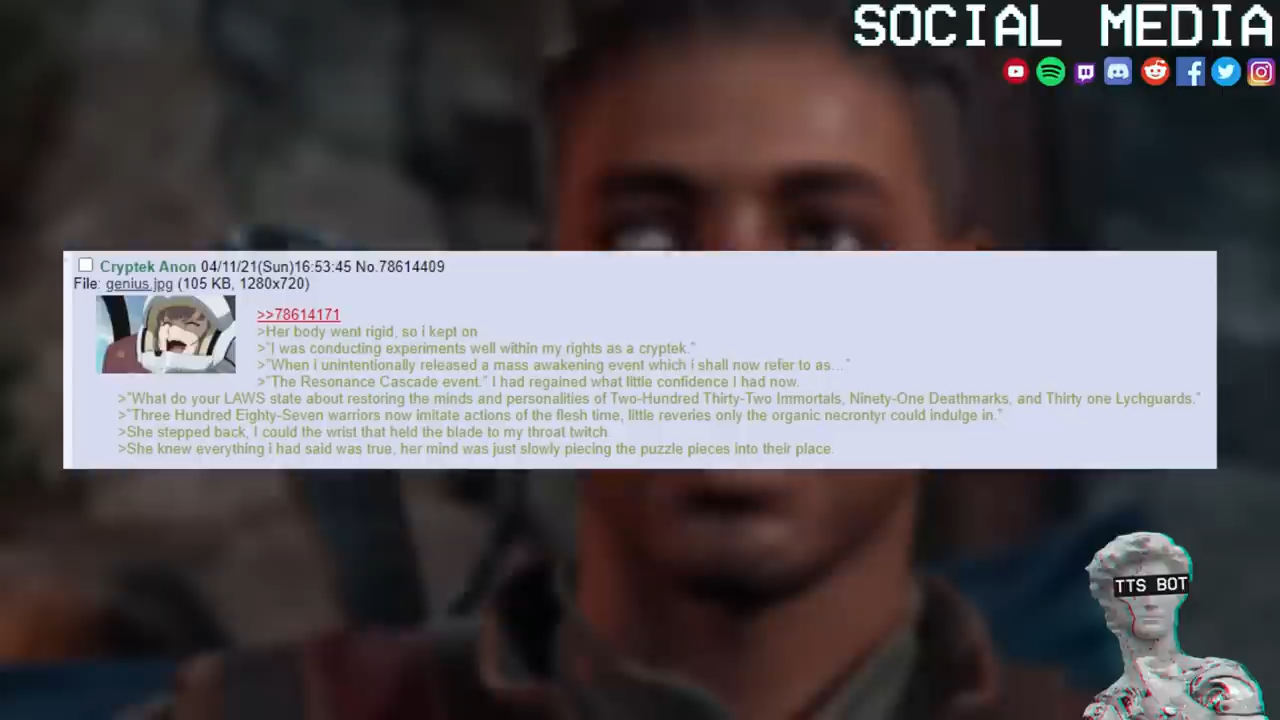 SOCIAL MEDIA
Cryptek Anon 04/11/21(Sun)16:53:45 No.78614409
File: genius.jpg (105 KB, 1280x720)
>>78614171
>Her body went rigid, so i kept on
>"I was conducting experiments well within my rights as a cryptek."
>"When i unintentionally released a mass awakening event which i shall now refer to as..."
>"The Resonance Cascade event." I had regained what little confidence I had now.
>"What do your LAWS state about restoring the minds and personalities of Two-Hundred Thirty-Two Immortals, Ninety-One Deathmarks, and Thirty one Lychguards."
>"Three Hundred Eighty-Seven warriors now imitate actions of the flesh time, little reveries only the organic necrontyr could indulge in."
>She stepped back, I could the wrist that held the blade to my throat twitch.
>She knew everything i had said was true, her mind was just slowly piecing the puzzle pieces into their place.
TTS BOT